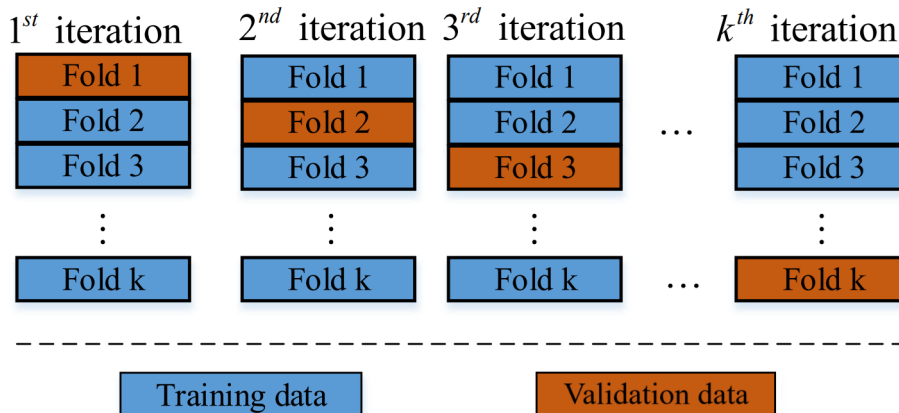 1st iteration 2nd iteration 3rd iteration kth iteration
Fold 1 Fold 1 Fold 1 Fold 1
Fold 2 Fold 2 Fold 2 ... Fold 2
Fold 3 Fold 3 Fold 3 Fold 3
⋮ ⋮ ⋮ ⋮
Fold k Fold k Fold k ... Fold k
Training data Validation data